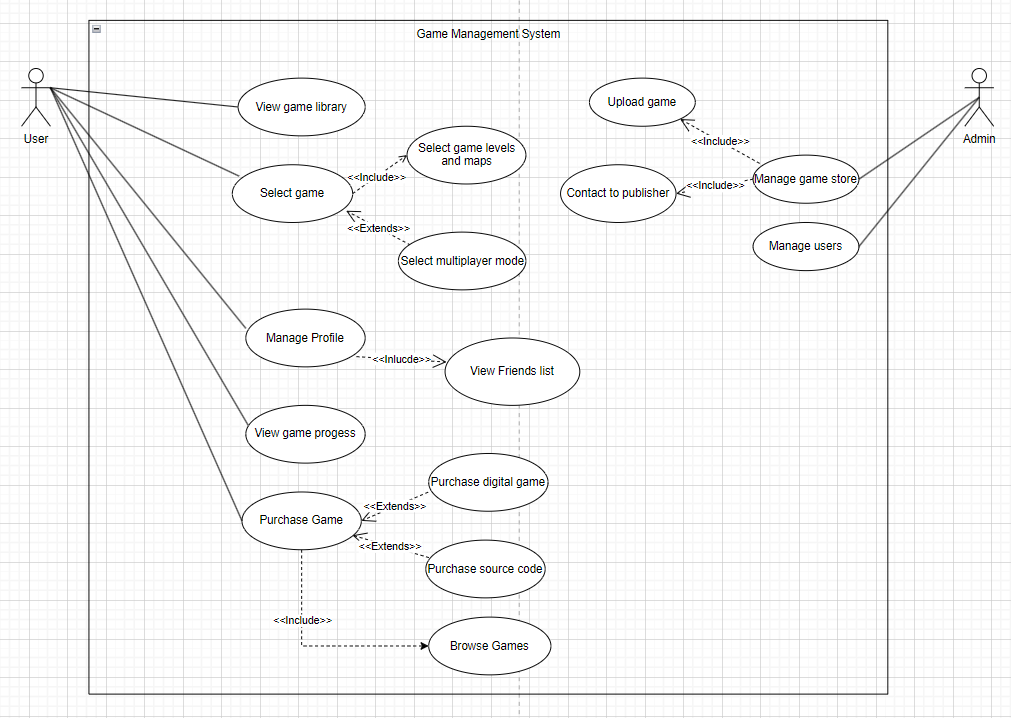 Game Management System
User
Admin
View game library
Select game
<<Include>>
Select game levels
and maps
<<Extends>>
Select multiplayer mode
Manage Profile
<<Inlucde>>
View Friends list
View game progess
Purchase Game
<<Extends>>
Purchase digital game
<<Extends>>
Purchase source code
<<Include>>
Browse Games
Upload game
<<Include>>
Contact to publisher
<<Include>>
Manage game store
Manage users